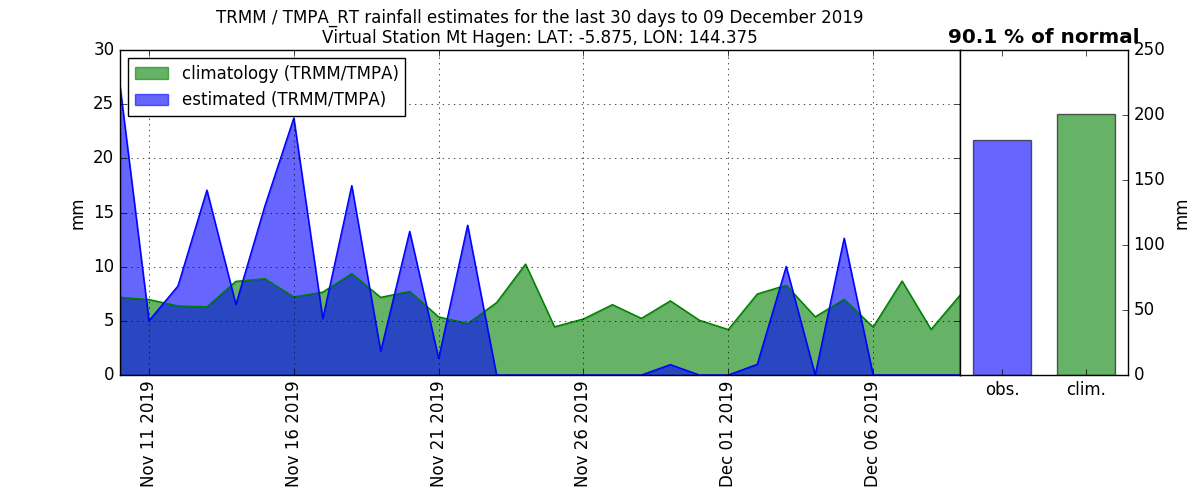 TRMM / TMPA_RT rainfall estimates for the last 30 days to 09 December 2019
Virtual Station Mt Hagen: LAT: -5.875, LON: 144.375
90.1 % of normal
climatology (TRMM/TMPA)
estimated (TRMM/TMPA)
30
25
20
15
10
5
0
mm
Nov 11 2019
Nov 16 2019
Nov 21 2019
Nov 26 2019
Dec 01 2019
Dec 06 2019
obs.
clim.
250
200
150
100
50
0
mm